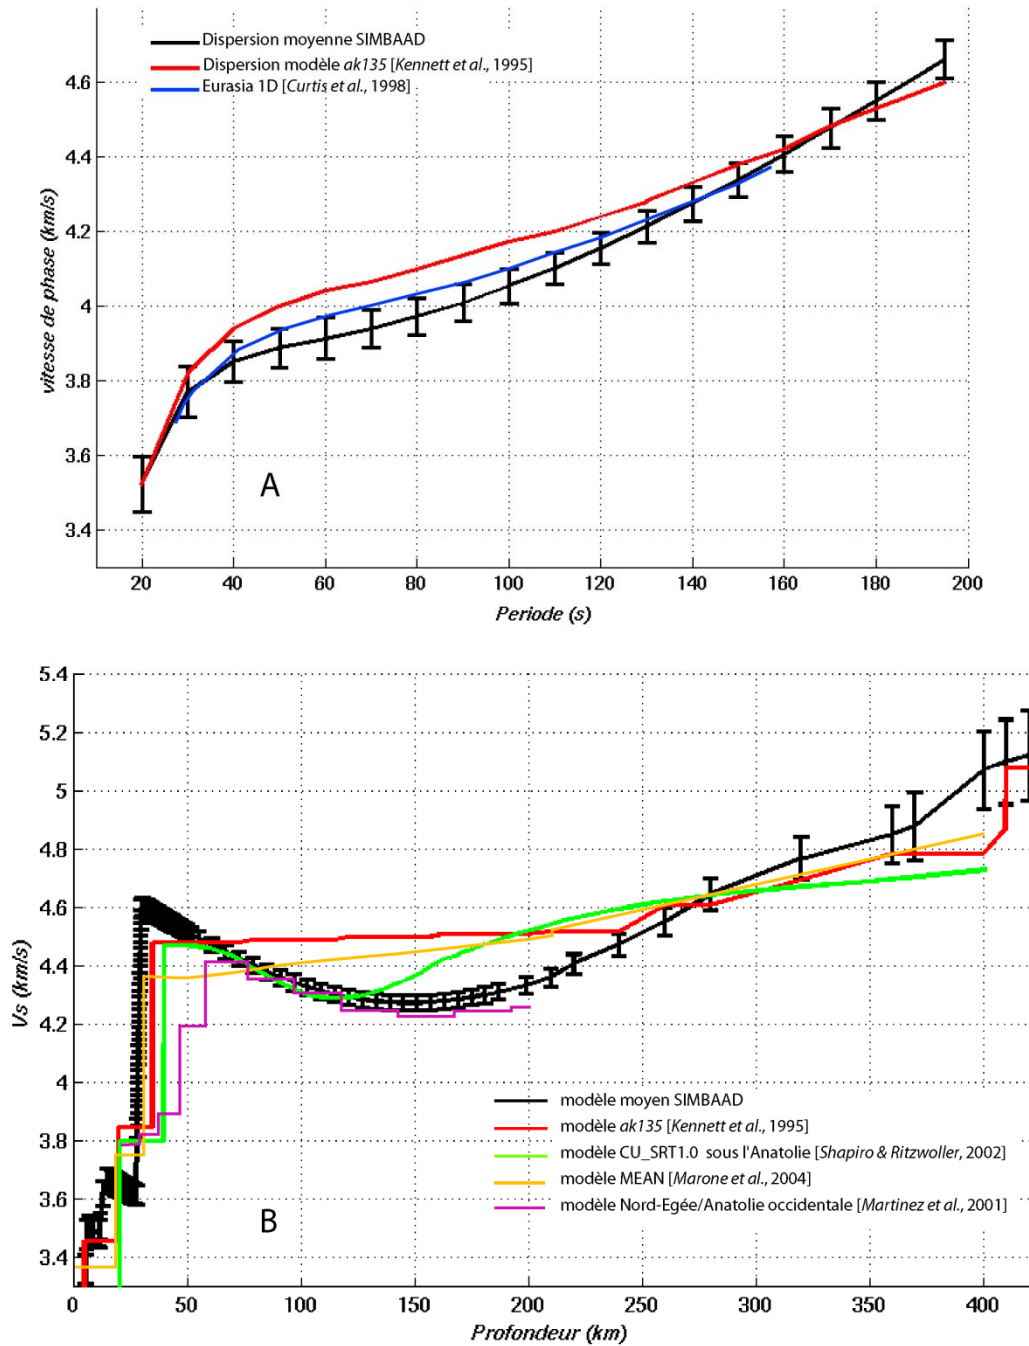 Dispersion moyenne SIMBAAD
Dispersion modèle ak135 [Kennett et al., 1995]
Eurasia 1D [Curtis et al., 1998]
4.6
4.4
4.2
4
3.8
3.6
3.4
vitesse de phase (km/s)
A
20 40 60 80 100 120 140 160 180 200
Periode (s)
5.4
5.2
5
4.8
4.6
4.4
4.2
4
3.8
3.6
3.4
Vs (km/s)
modèle moyen SIMBAAD
modèle ak135 [Kennett et al., 1995]
modèle CU_SRT1.0 sous l'Anatolie [Shapiro & Ritzwoller, 2002]
modèle MEAN [Marone et al., 2004]
modèle Nord-Egée/Anatolie occidentale [Martinez et al., 2001]
B
0 50 100 150 200 250 300 350 400
Profondeur (km)